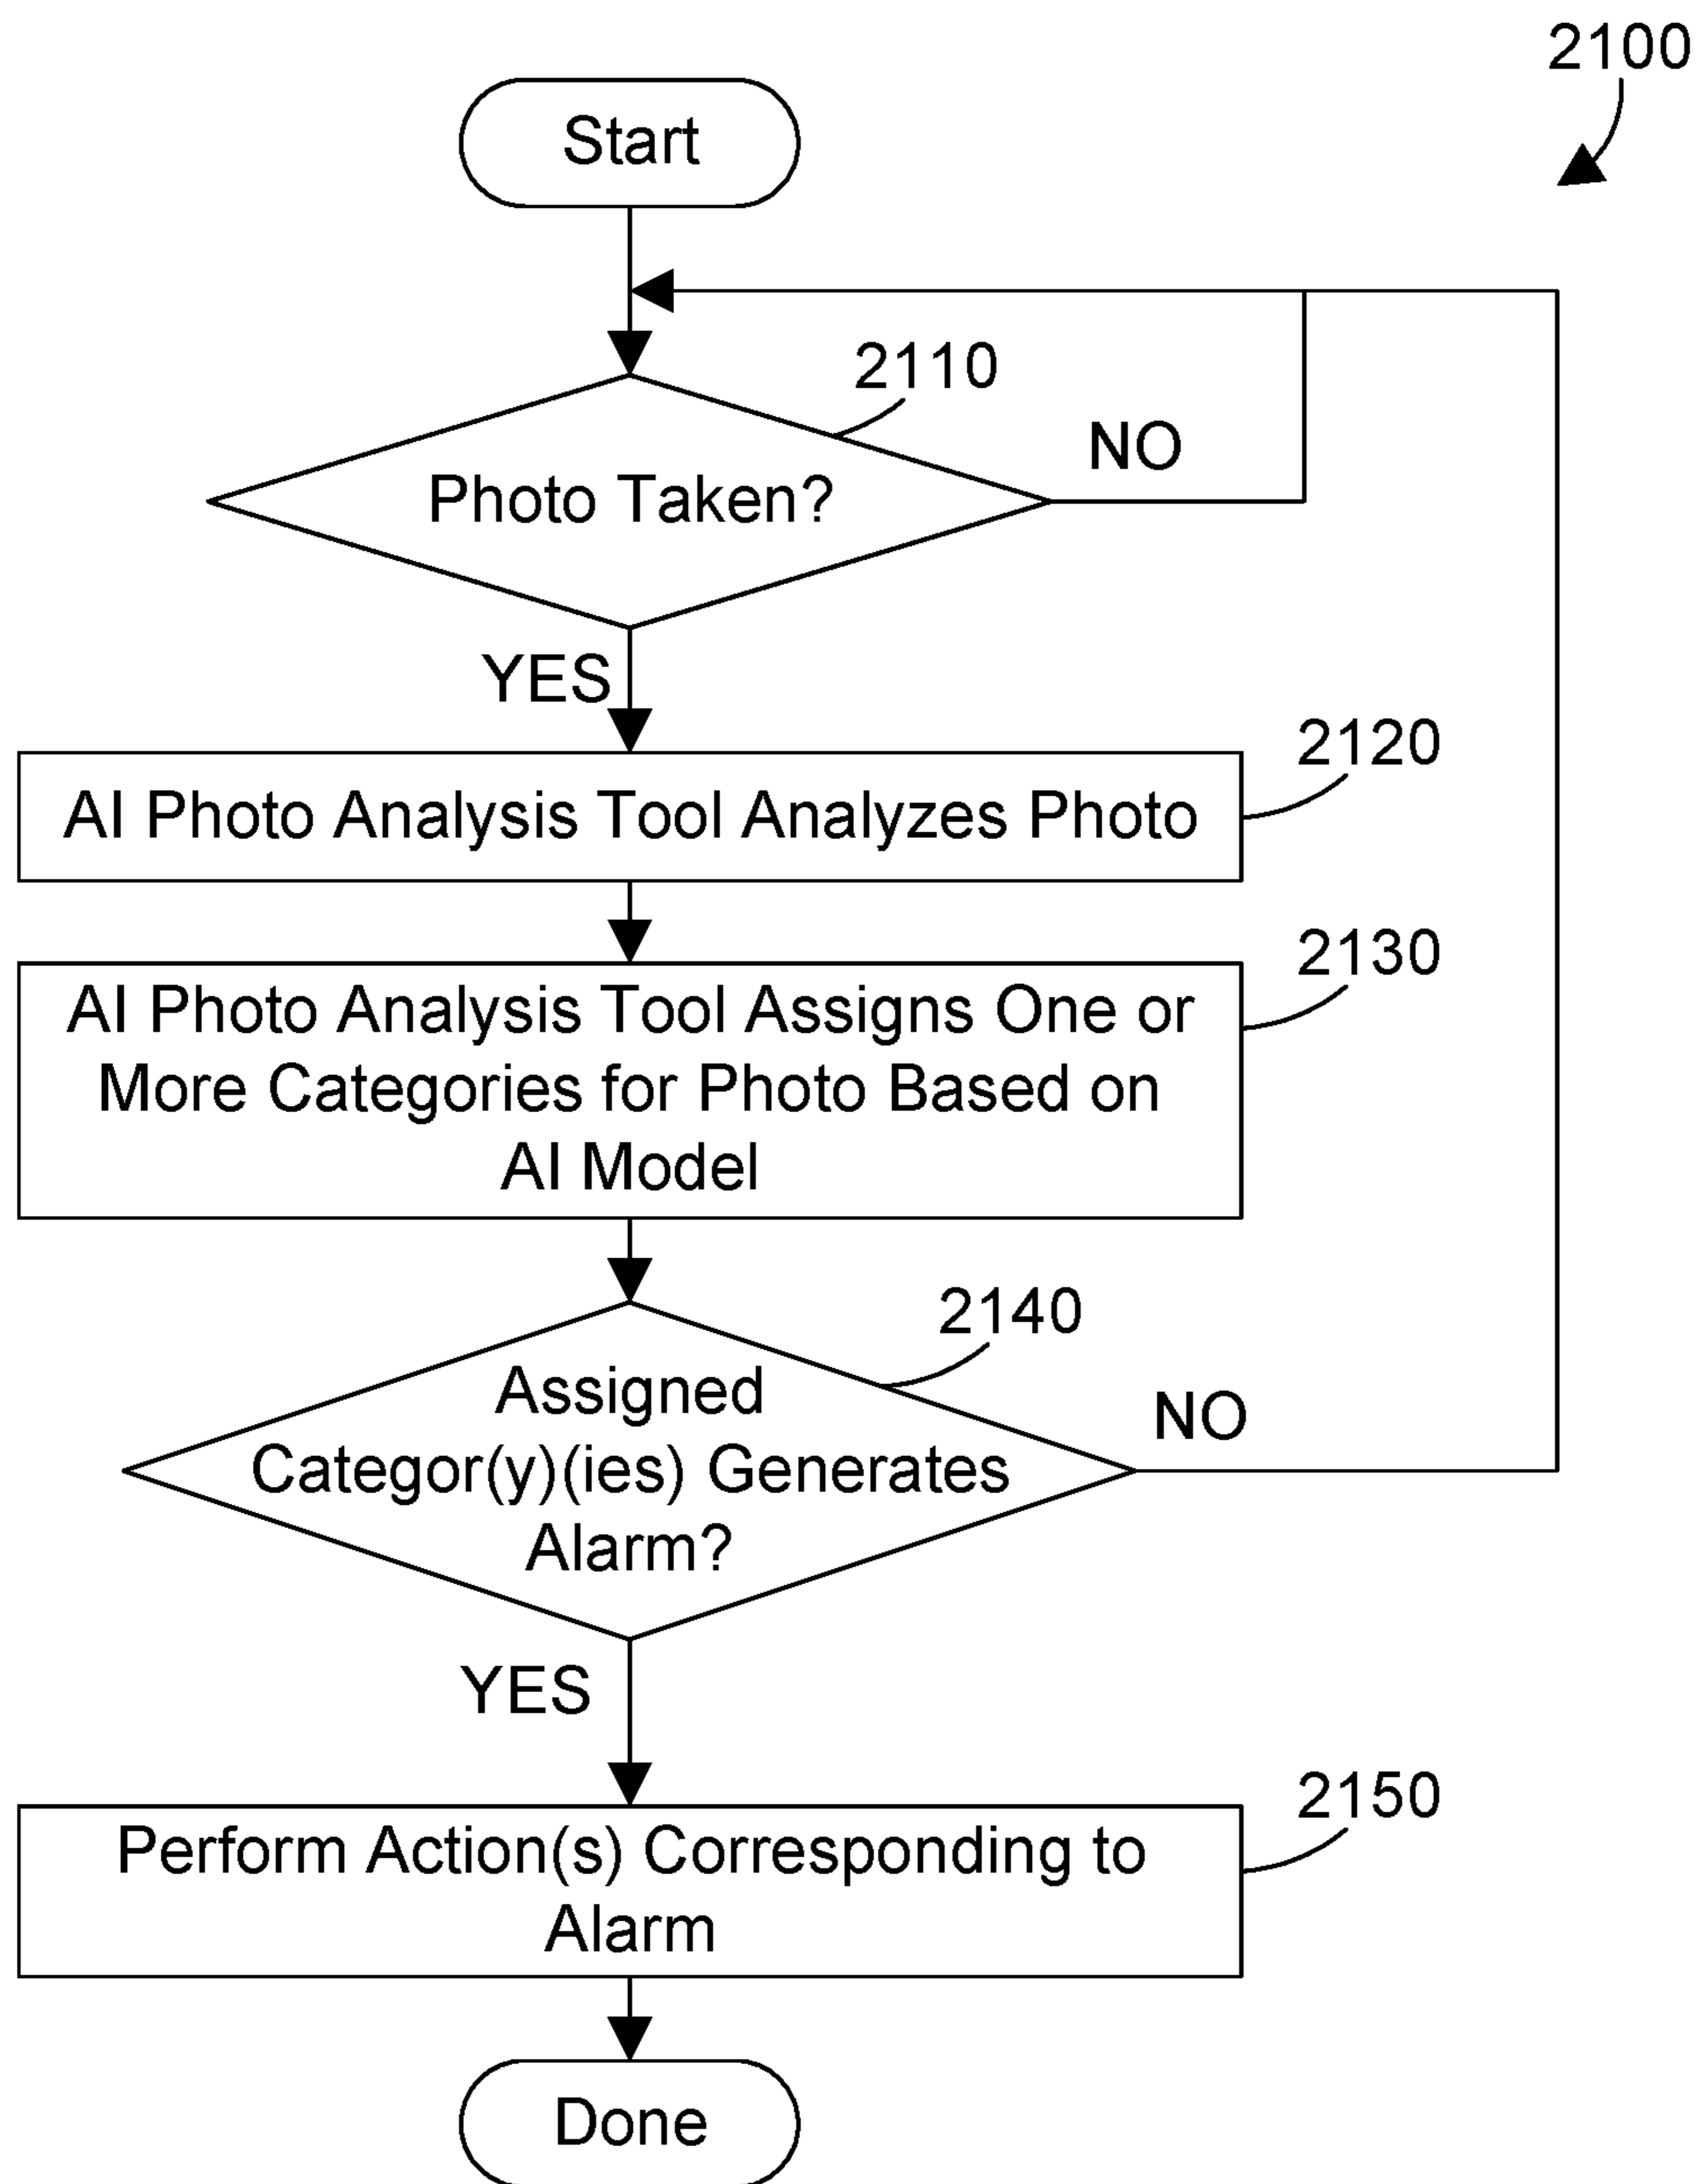 2100
Start
2110
NO
Photo Taken?
YES
2120
AI Photo Analysis Tool Analyzes Photo
2130
AI Photo Analysis Tool Assigns One or
More Categories for Photo Based on
AI Model
2140
Assigned
NO
Categor(y)(ies) Generates
Alarm?
YES
2150
Perform Action(s) Corresponding to
Alarm
Done